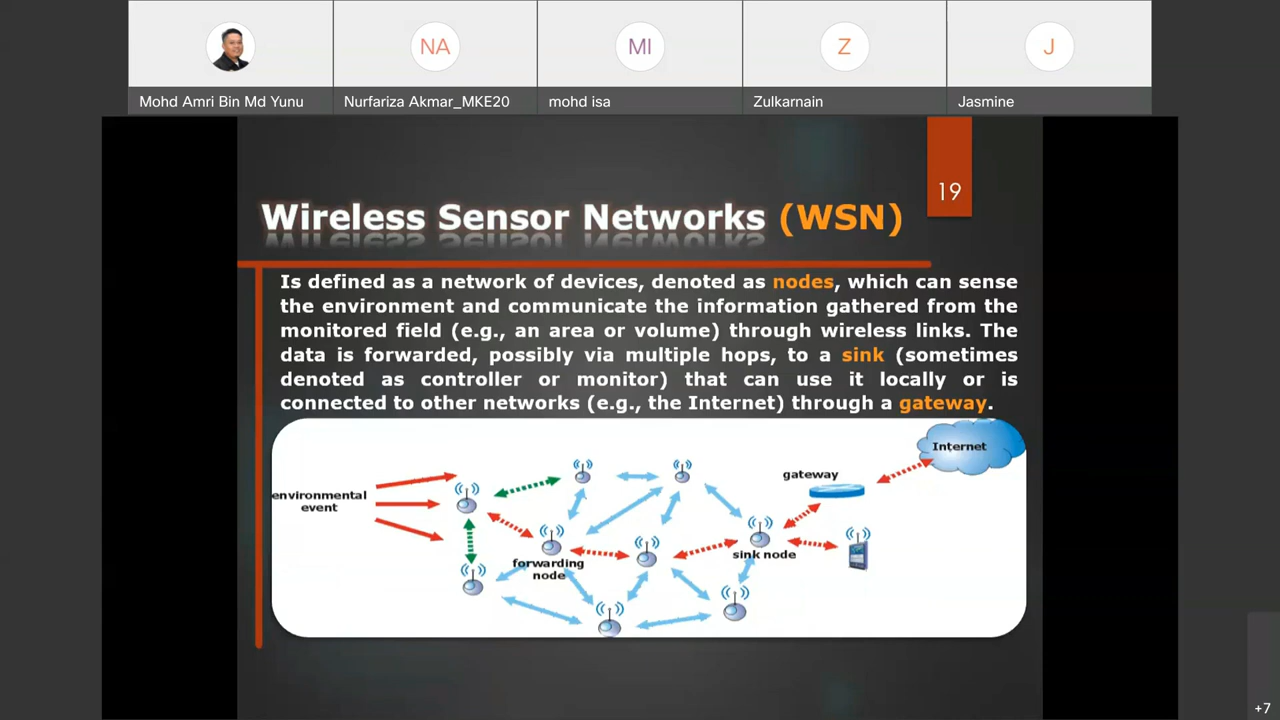 NA
MI
Z
J
Mohd Amri Bin Md Yunu
Nurfariza Akmar_MKE20
mohd isa
Zulkarnain
Jasmine
19
Wireless Sensor Networks (WSN)
Is defined as a network of devices, denoted as nodes, which can sense
the environment and communicate the information gathered from the
monitored field (e.g., an area or volume) through wireless links. The
data is forwarded, possibly via multiple hops, to a sink (sometimes
denoted as controller or monitor) that can use it locally or is
connected to other networks (e.g., the Internet) through a gateway.
Internet
gateway
environmental
event
sink node
forwarding
node
+7